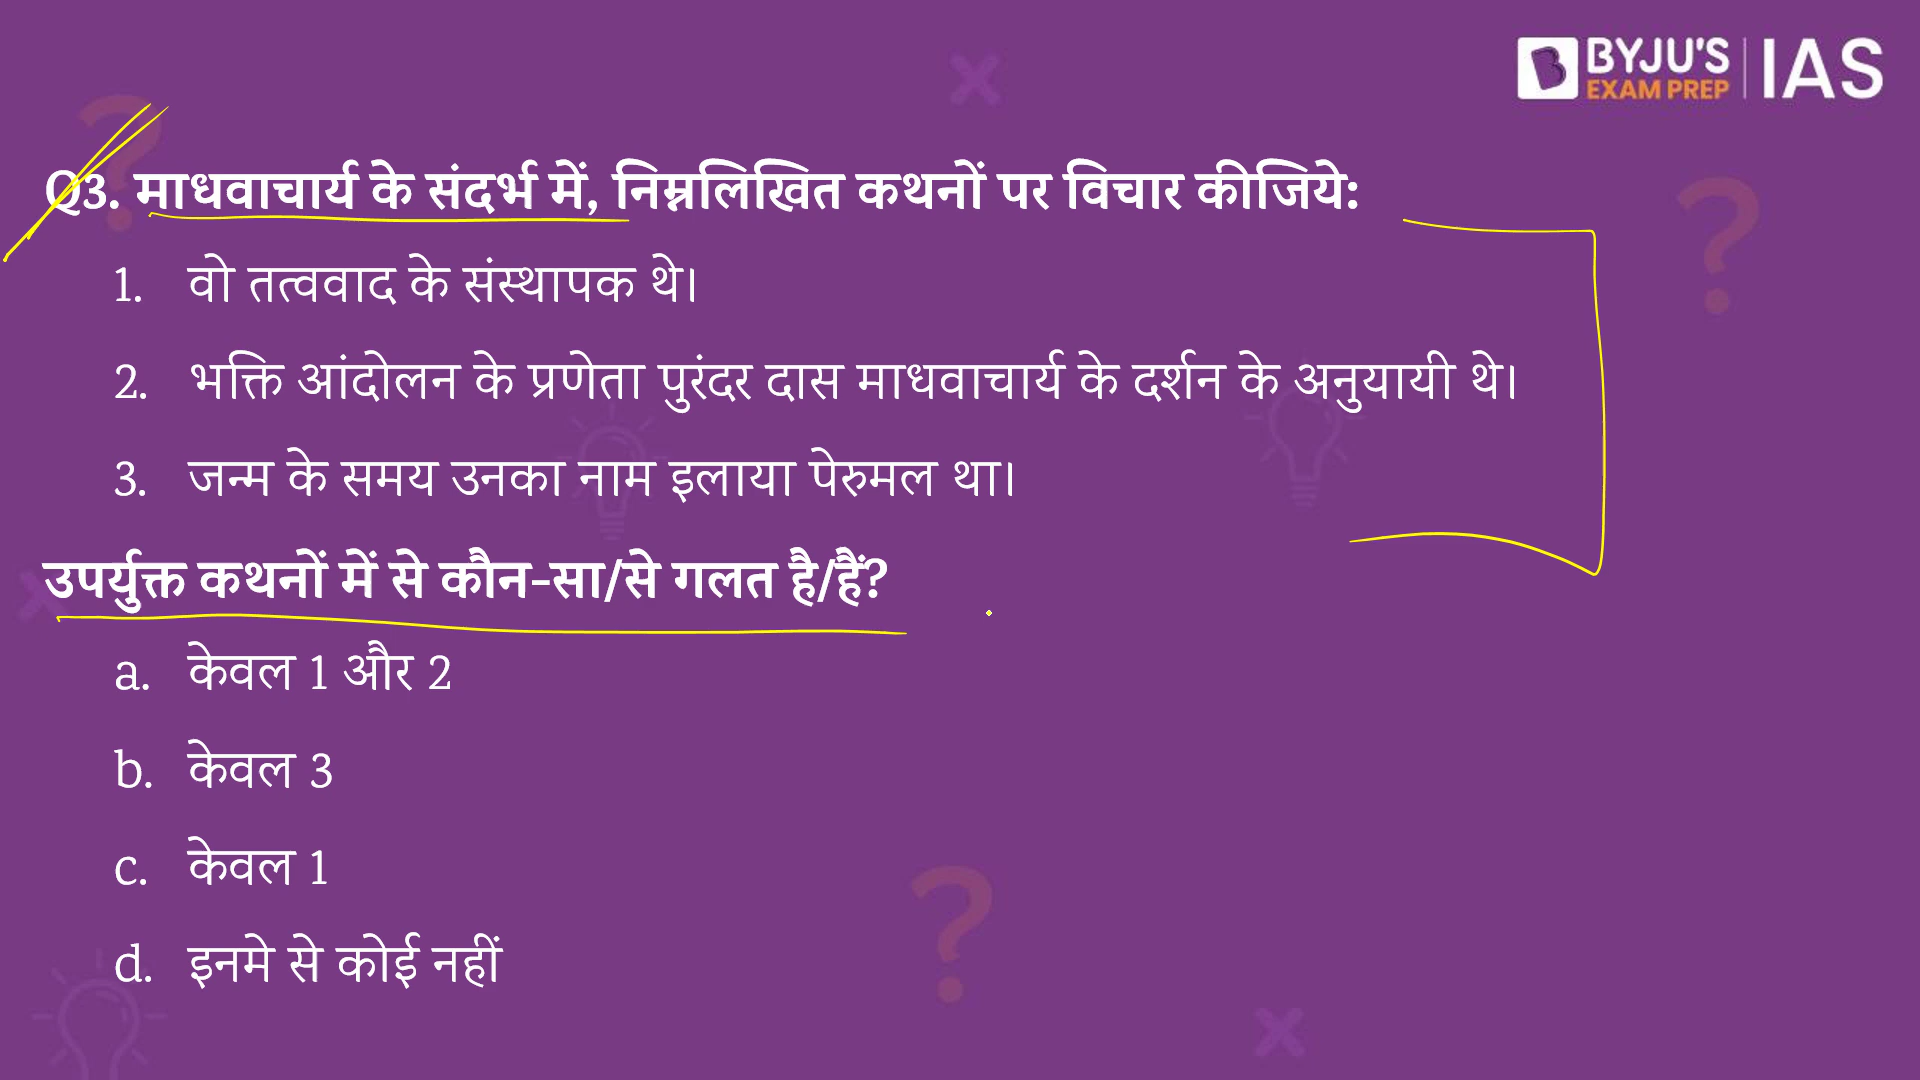 BYJU'S
EXAM PREP
IAS
Q3. माधवाचार्य के संदर्भ में, निम्नलिखित कथनों पर विचार कीजिये:
1. वो तत्ववाद के संस्थापक थे।
2. भक्ति आंदोलन के प्रणेता पुरंदर दास माधवाचार्य के दर्शन के अनुयायी थे।
3. जन्म के समय उनका नाम इलाया पेरुमल था।
उपर्युक्त कथनों में से कौन-सा/से गलत है/हैं?
a. केवल 1 और 2
b. केवल 3
c. केवल 1
d. इनमे से कोई नहीं